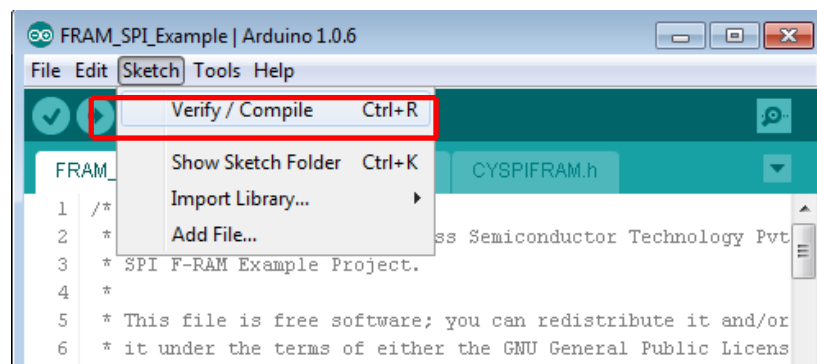 FRAM_SPI_Example | Arduino 1.0.6
File Edit Sketch Tools Help
Verify / Compile Ctrl+R
Show Sketch Folder Ctrl+K
Import Library...
Add File...
FRAM_ CYSPIFRAM.h
1 /*
2 * ss Semiconductor Technology Pvt
3 * SPI F-RAM Example Project.
4 *
5 * This file is free software; you can redistribute it and/or
6 * it under the terms of either the GNU General Public Licens